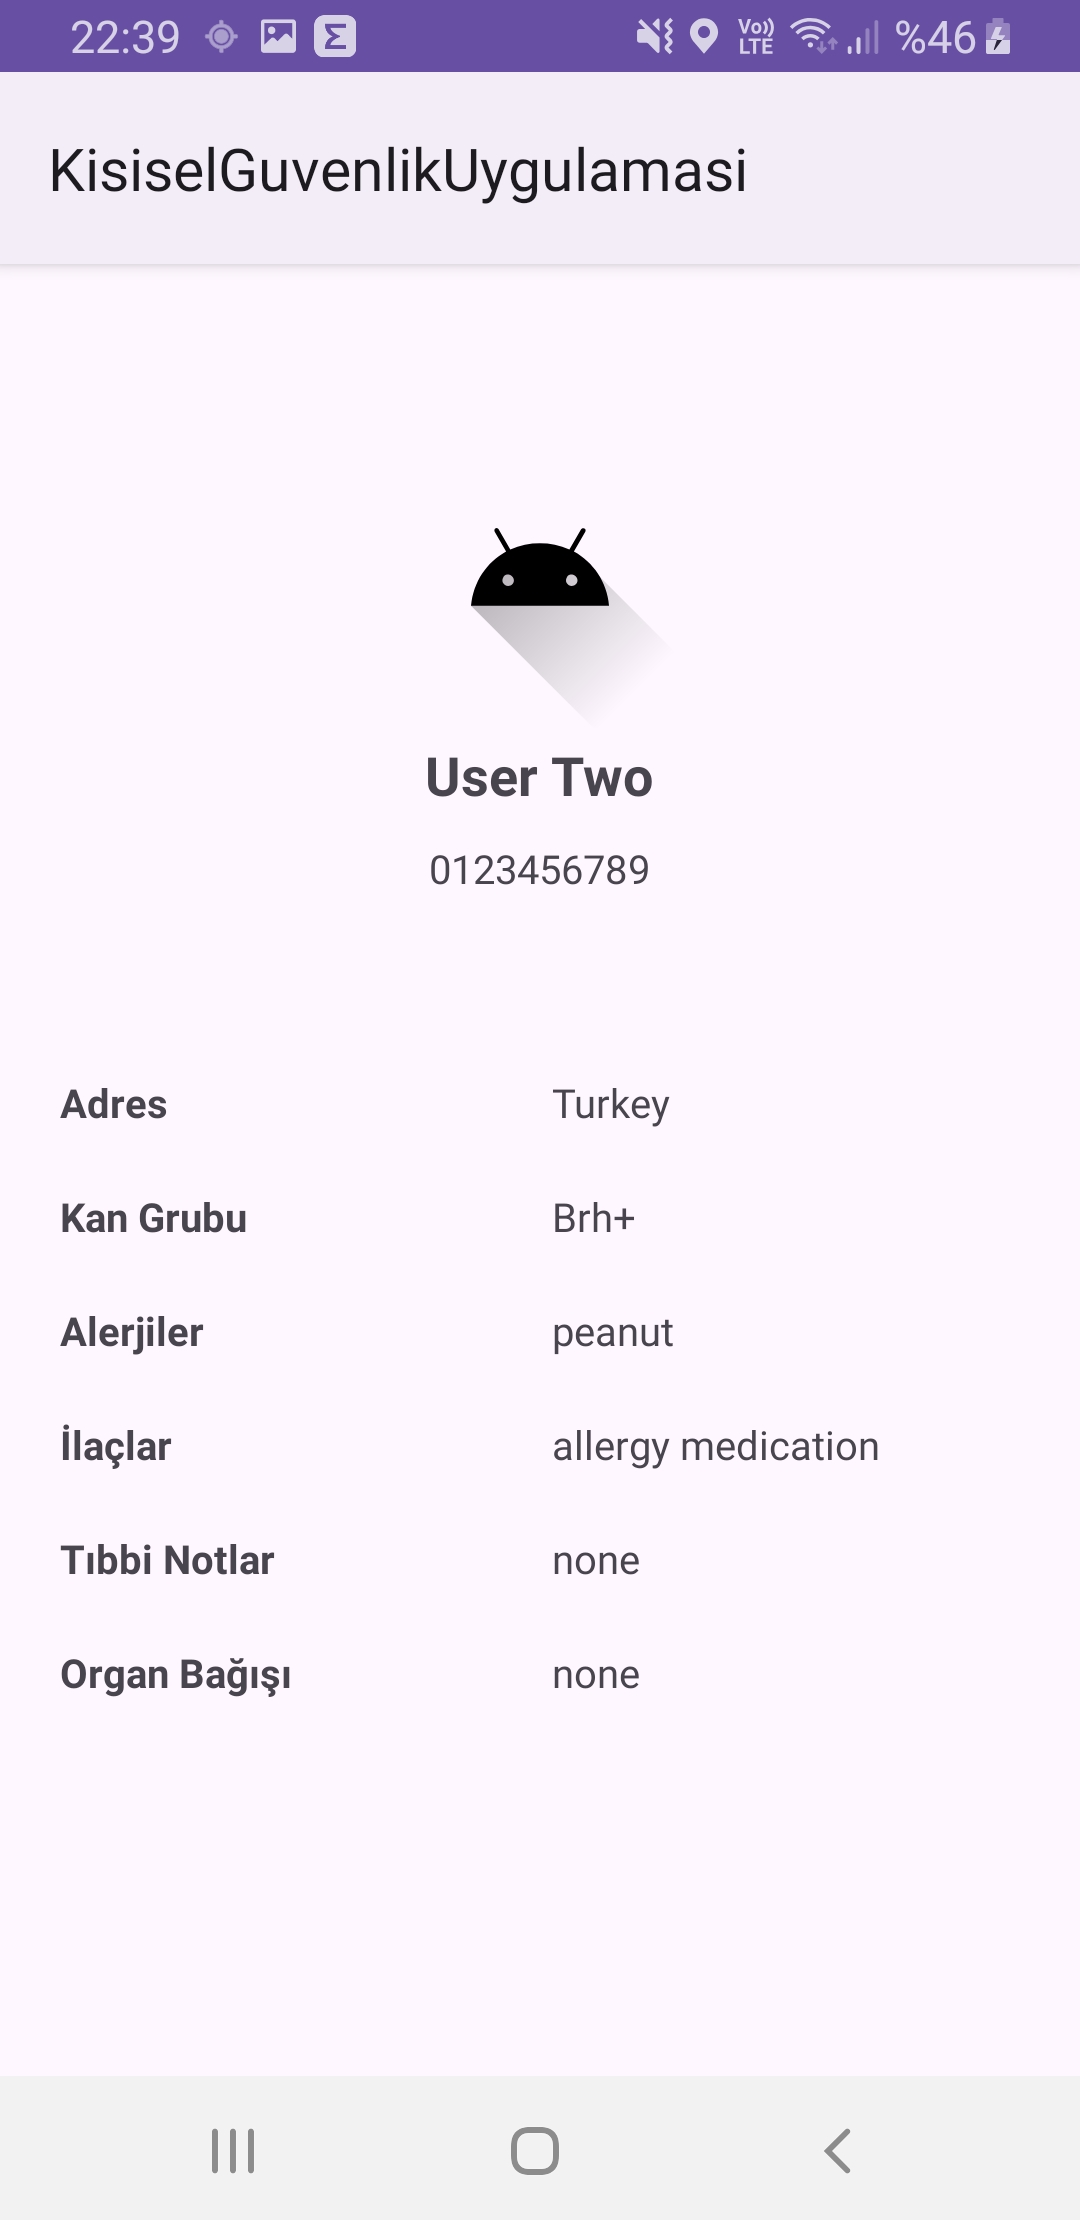 22:39 Vo)) LTE %46
KisiselGuvenlikUygulamasi
User Two
0123456789
Adres Turkey
Kan Grubu Brh+
Alerjiler peanut
İlaçlar allergy medication
Tıbbi Notlar none
Organ Bağışı none